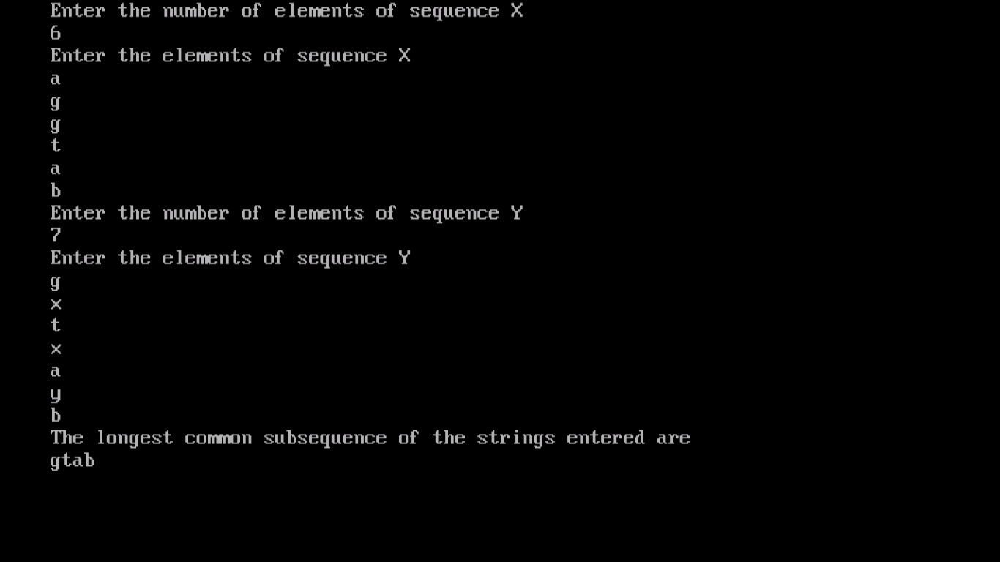 Enter the number of elements of sequence X
6
Enter the elements of sequence X
a
g
g
t
a
b
Enter the number of elements of sequence Y
7
Enter the elements of sequence Y
g
x
t
x
a
y
b
The longest common subsequence of the strings entered are
gtab